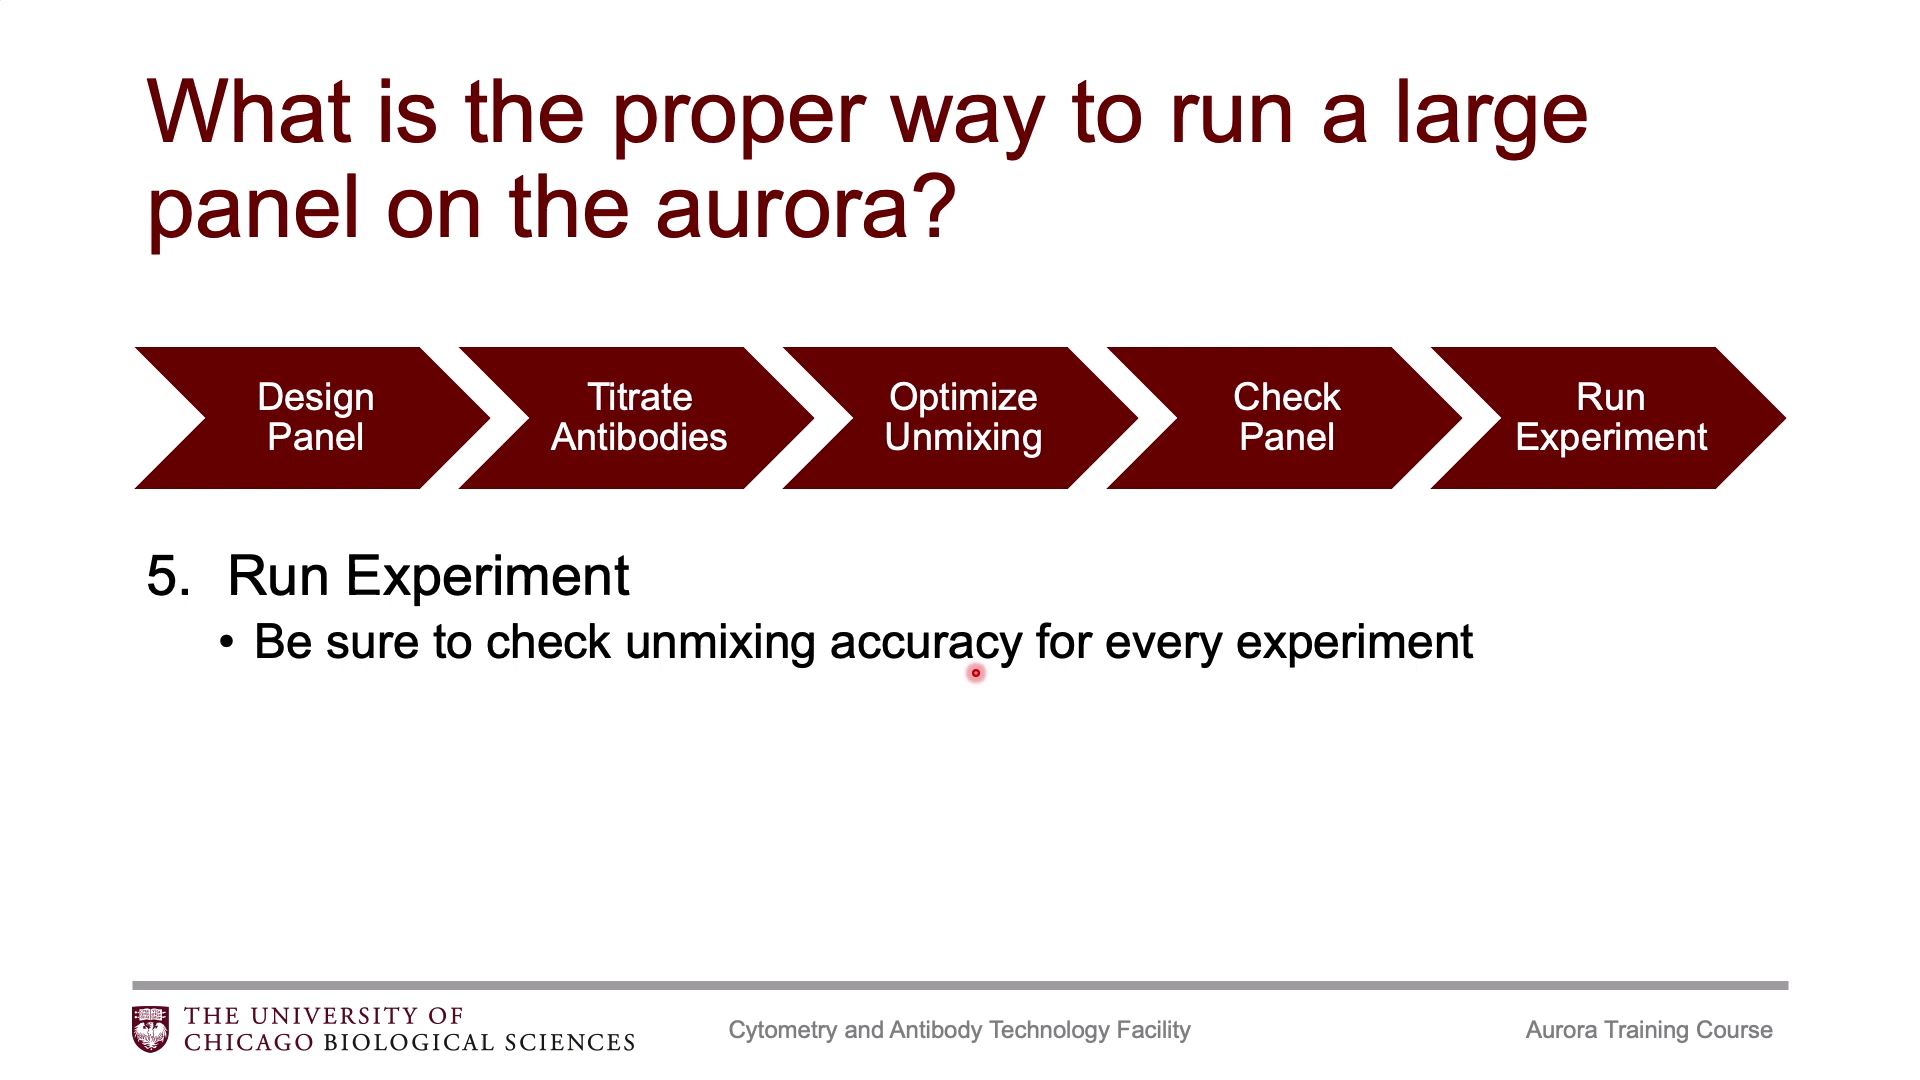 What is the proper way to run a large
panel on the aurora?
Design
Panel
Titrate
Antibodies
Optimize
Unmixing
Check
Panel
Run
Experiment
5. Run Experiment
• Be sure to check unmixing accuracy for every experiment
THE UNIVERSITY OF
CHICAGO BIOLOGICAL SCIENCES
Cytometry and Antibody Technology Facility
Aurora Training Course